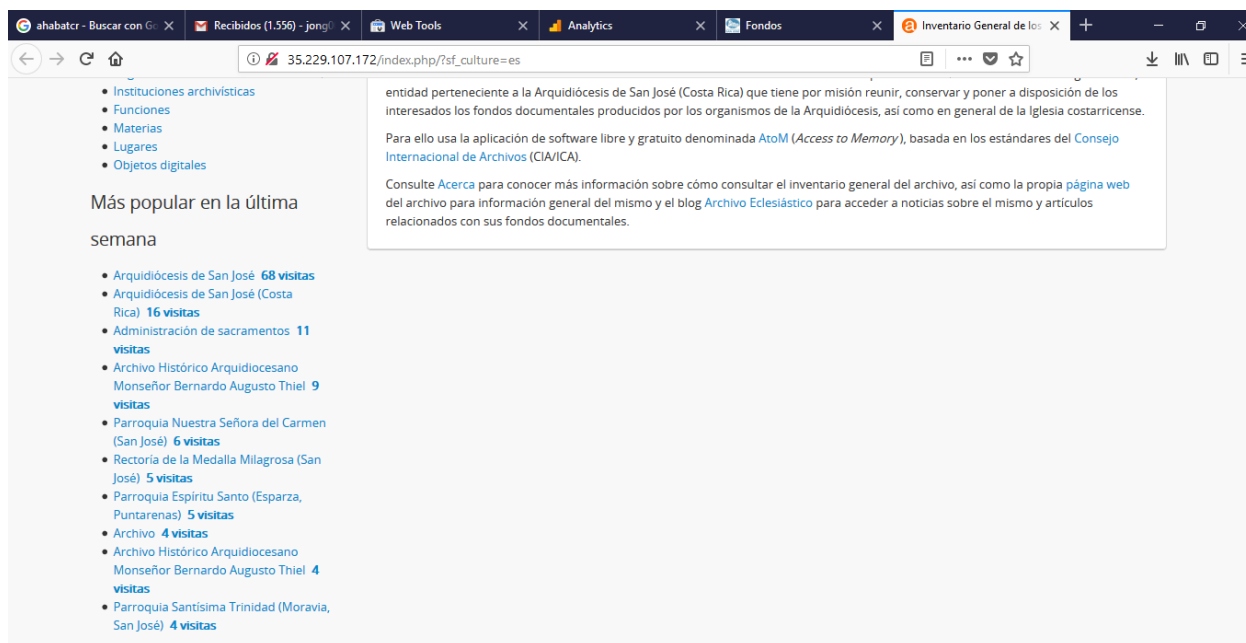 ahabatcr - Buscar con Go
Recibidos (1.556) - jong0
Web Tools
Analytics
Fondos
Inventario General de los
35.229.107.172/index.php/?sf_culture=es
Instituciones archivísticas
Funciones
Materias
Lugares
Objetos digitales
Más popular en la última
semana
Arquidiócesis de San José 68 visitas
Arquidiócesis de San José (Costa
Rica) 16 visitas
Administración de sacramentos 11
visitas
Archivo Histórico Arquidiocesano
Monseñor Bernardo Augusto Thiel 9
visitas
Parroquia Nuestra Señora del Carmen
(San José) 6 visitas
Rectoría de la Medalla Milagrosa (San
José) 5 visitas
Parroquia Espíritu Santo (Esparza,
Puntarenas) 5 visitas
Archivo 4 visitas
Archivo Histórico Arquidiocesano
Monseñor Bernardo Augusto Thiel 4
visitas
Parroquia Santísima Trinidad (Moravia,
San José) 4 visitas
entidad perteneciente a la Arquidiócesis de San José (Costa Rica) que tiene por misión reunir, conservar y poner a disposición de los
interesados los fondos documentales producidos por los organismos de la Arquidiócesis, así como en general de la Iglesia costarricense.
Para ello usa la aplicación de software libre y gratuito denominada AtoM (Access to Memory), basada en los estándares del Consejo
Internacional de Archivos (CIA/ICA).
Consulte Acerca para conocer más información sobre cómo consultar el inventario general del archivo, así como la propia página web
del archivo para información general del mismo y el blog Archivo Eclesiástico para acceder a noticias sobre el mismo y artículos
relacionados con sus fondos documentales.